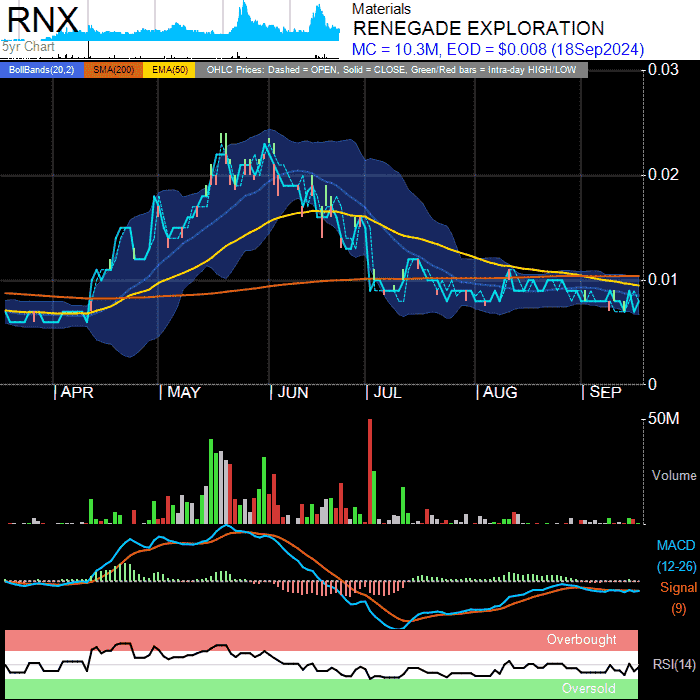 RNX
5yr Chart
Materials
RENEGADE EXPLORATION
MC = 10.3M, EOD = $0.008 (18Sep2024)
BollBands(20,2) SMA(200) EMA(50) OHLC Prices: Dashed = OPEN, Solid = CLOSE, Green/Red bars = Intra-day HIGH/LOW
0.03
0.02
0.01
0
APR MAY JUN JUL AUG SEP
50M
Volume
MACD
(12-26)
Signal
(9)
Overbought
RSI(14)
Oversold